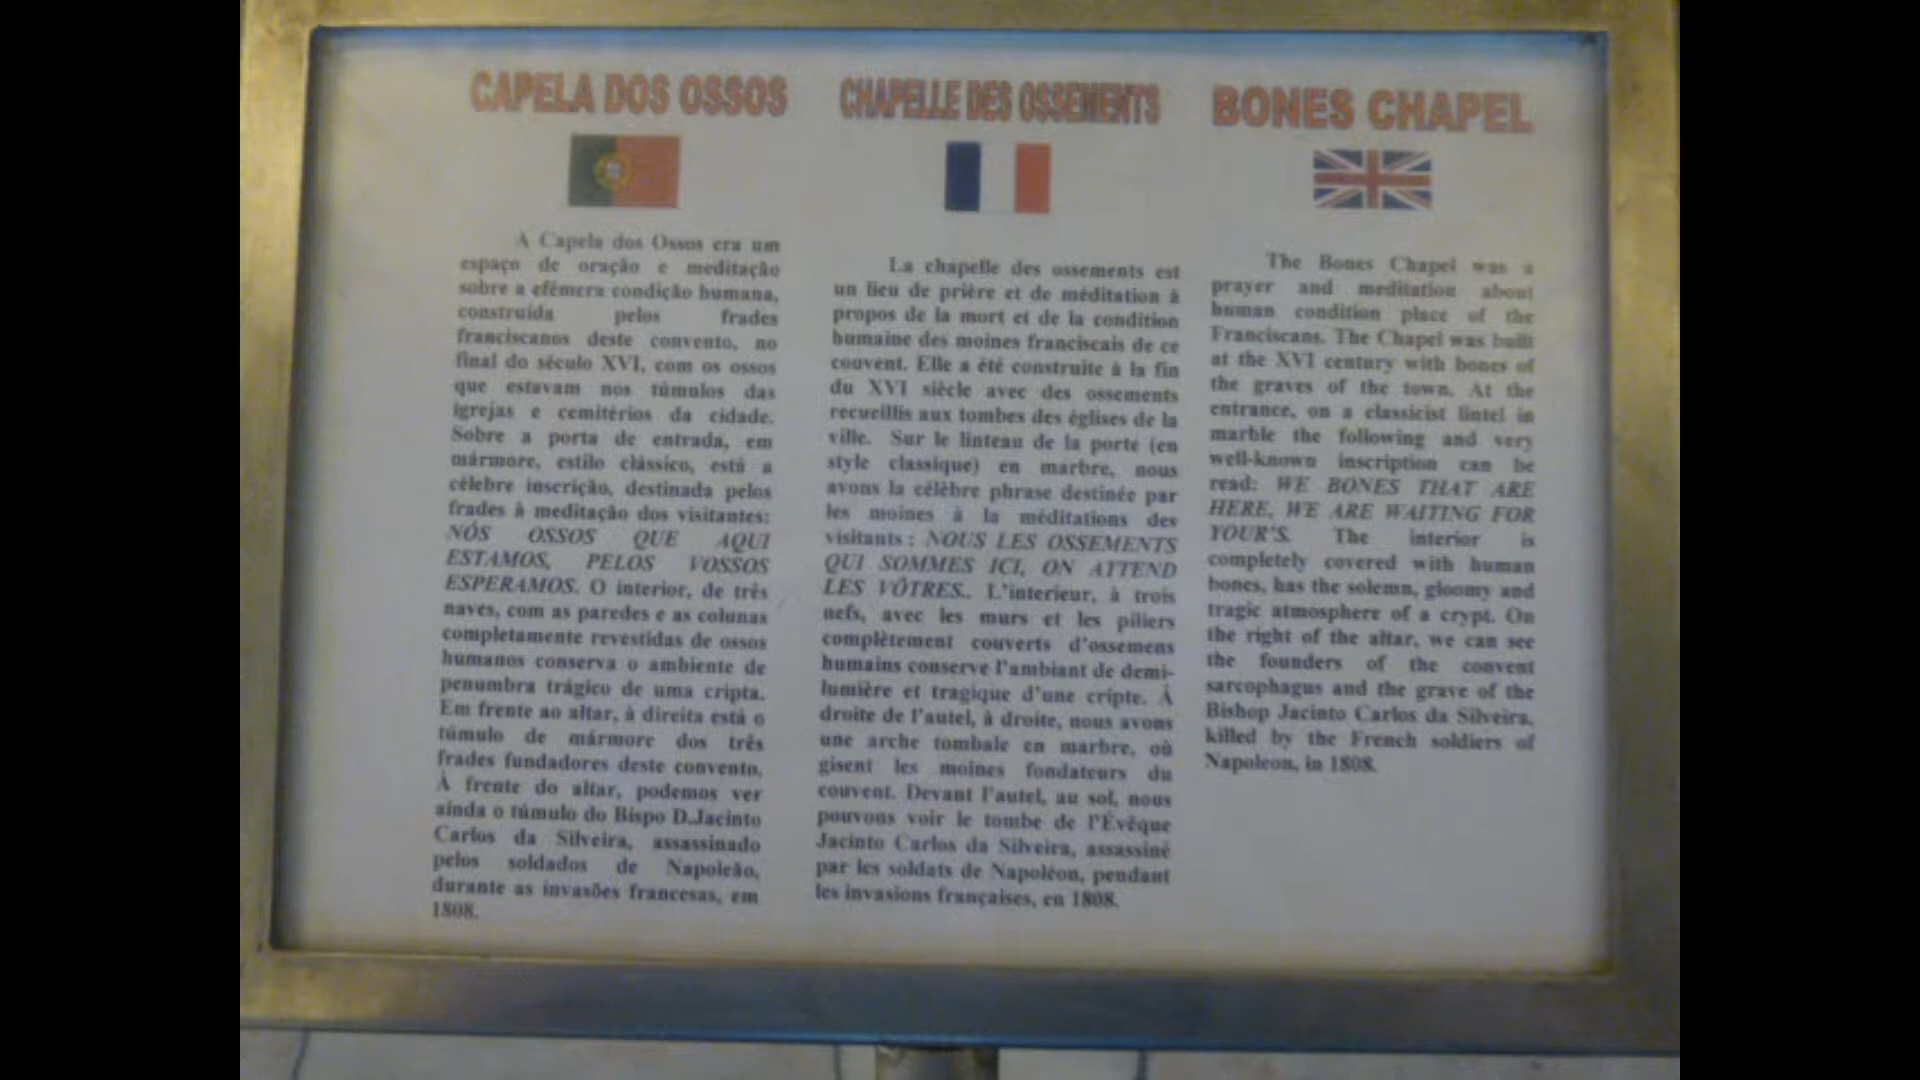 CAPELA DOS OSSOS
A Capela dos Ossos era um
espaço de oração e meditação
sobre a efémera condição humana,
construída pelos frades
franciscanos deste convento, no
final do século XVI, com os ossos
que estavam nos túmulos das
igrejas e cemitérios da cidade.
Sobre a porta de entrada, em
mármore, estilo clássico, está a
célebre inscrição, destinada pelos
frades à meditação dos visitantes:
NÓS OSSOS QUE AQUI
ESTAMOS, PELOS VOSSOS
ESPERAMOS. O interior, de três
naves, com as paredes e as colunas
completamente revestidas de ossos
humanos conserva o ambiente de
penumbra trágico de uma cripta.
Em frente ao altar, à direita está o
túmulo de mármore dos três
frades fundadores deste convento.
À frente do altar, podemos ver
ainda o túmulo do Bispo D.Jacinto
Carlos da Silveira, assassinado
pelos soldados de Napoleão,
durante as invasões francesas, em
1808.
CHAPELLE DES OSSEMENTS
La chapelle des ossements est
un lieu de prière et de méditation à
propos de la mort et de la condition
humaine des moines franciscais de ce
couvent. Elle a été construite à la fin
du XVI siècle avec des ossements
recueillis aux tombes des églises de la
ville. Sur le linteau de la porte (en
style classique) en marbre, nous
avons la célèbre phrase destinée par
les moines à la méditations des
visitants : NOUS LES OSSEMENTS
QUI SOMMES ICI, ON ATTEND
LES VÔTRES.. L'interieur, à trois
nefs, avec les murs et les piliers
complètement couverts d'ossemens
humains conserve l'ambiant de demi-
lumière et tragique d'une cripte. À
droite de l'autel, à droite, nous avons
une arche tombale en marbre, où
gisent les moines fondateurs du
couvent. Devant l'autel, au sol, nous
pouvons voir le tombe de l'Évêque
Jacinto Carlos da Silveira, assassiné
par les soldats de Napoléon, pendant
les invasions françaises, en 1808.
BONES CHAPEL
The Bones Chapel was a
prayer and meditation about
human condition place of the
Franciscans. The Chapel was built
at the XVI century with bones of
the graves of the town. At the
entrance, on a classicist lintel in
marble the following and very
well-known inscription can be
read: WE BONES THAT ARE
HERE, WE ARE WAITING FOR
YOUR'S. The interior is
completely covered with human
bones, has the solemn, gloomy and
tragic atmosphere of a crypt. On
the right of the altar, we can see
the founders of the convent
sarcophagus and the grave of the
Bishop Jacinto Carlos da Silveira,
killed by the French soldiers of
Napoleon, in 1808.